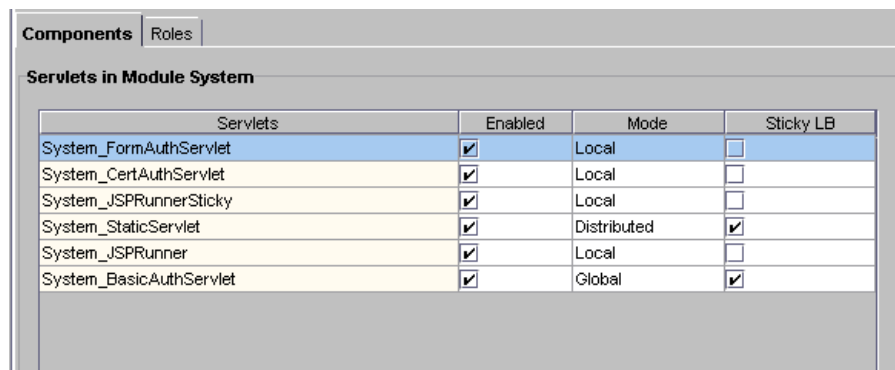 Components Roles
Servlets in Module System
Servlets Enabled Mode Sticky LB
System_FormAuthServlet Local
System_CertAuthServlet Local
System_JSPRunnerSticky Local
System_StaticServlet Distributed
System_JSPRunner Local
System_BasicAuthServlet Global